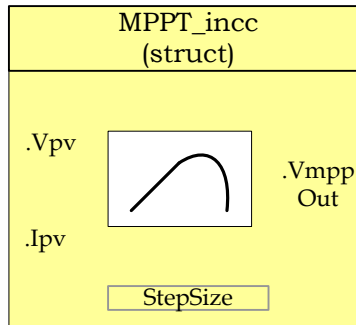 MPPT_incc
(struct)
.Vpv
.Vmpp
Out
.Ipv
StepSize